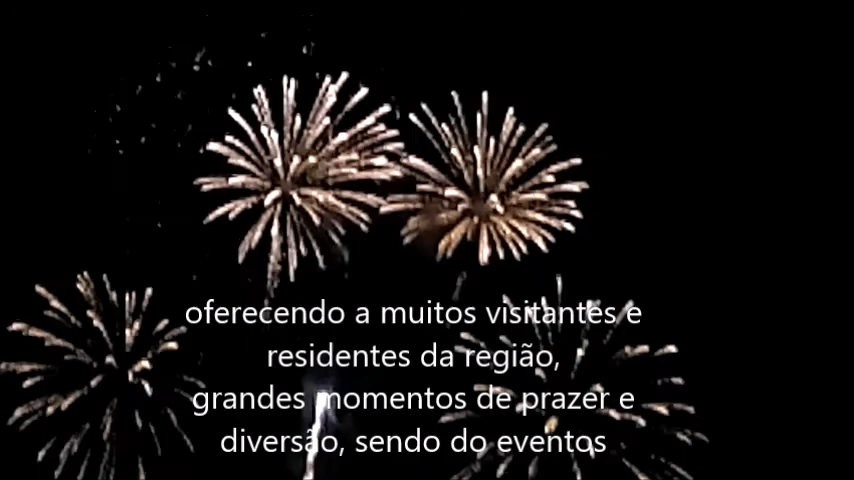 oferecendo a muitos visitantes e
residentes da região,
grandes momentos de prazer e
diversão, sendo do eventos